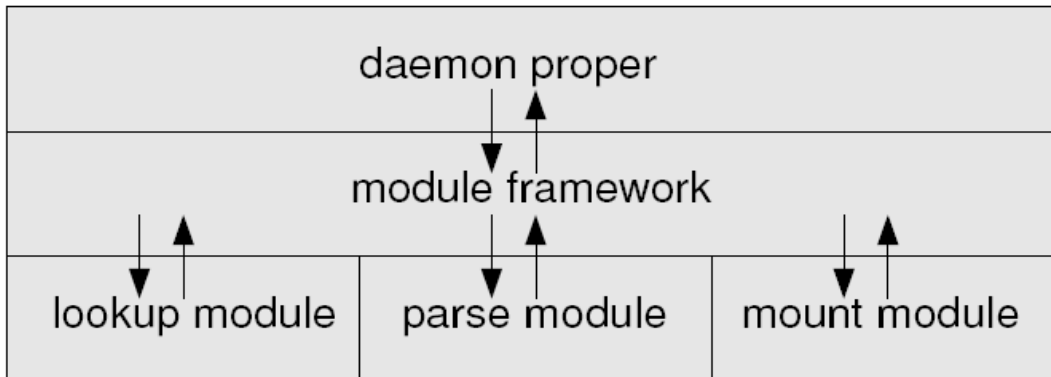 daemon proper
module framework
lookup module
parse module
mount module